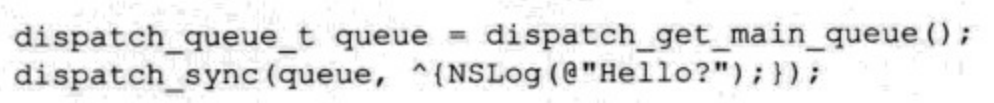 dispatch_queue_t queue = dispatch_get_main_queue();
dispatch_sync(queue, ^{NSLog(@"Hello?");});